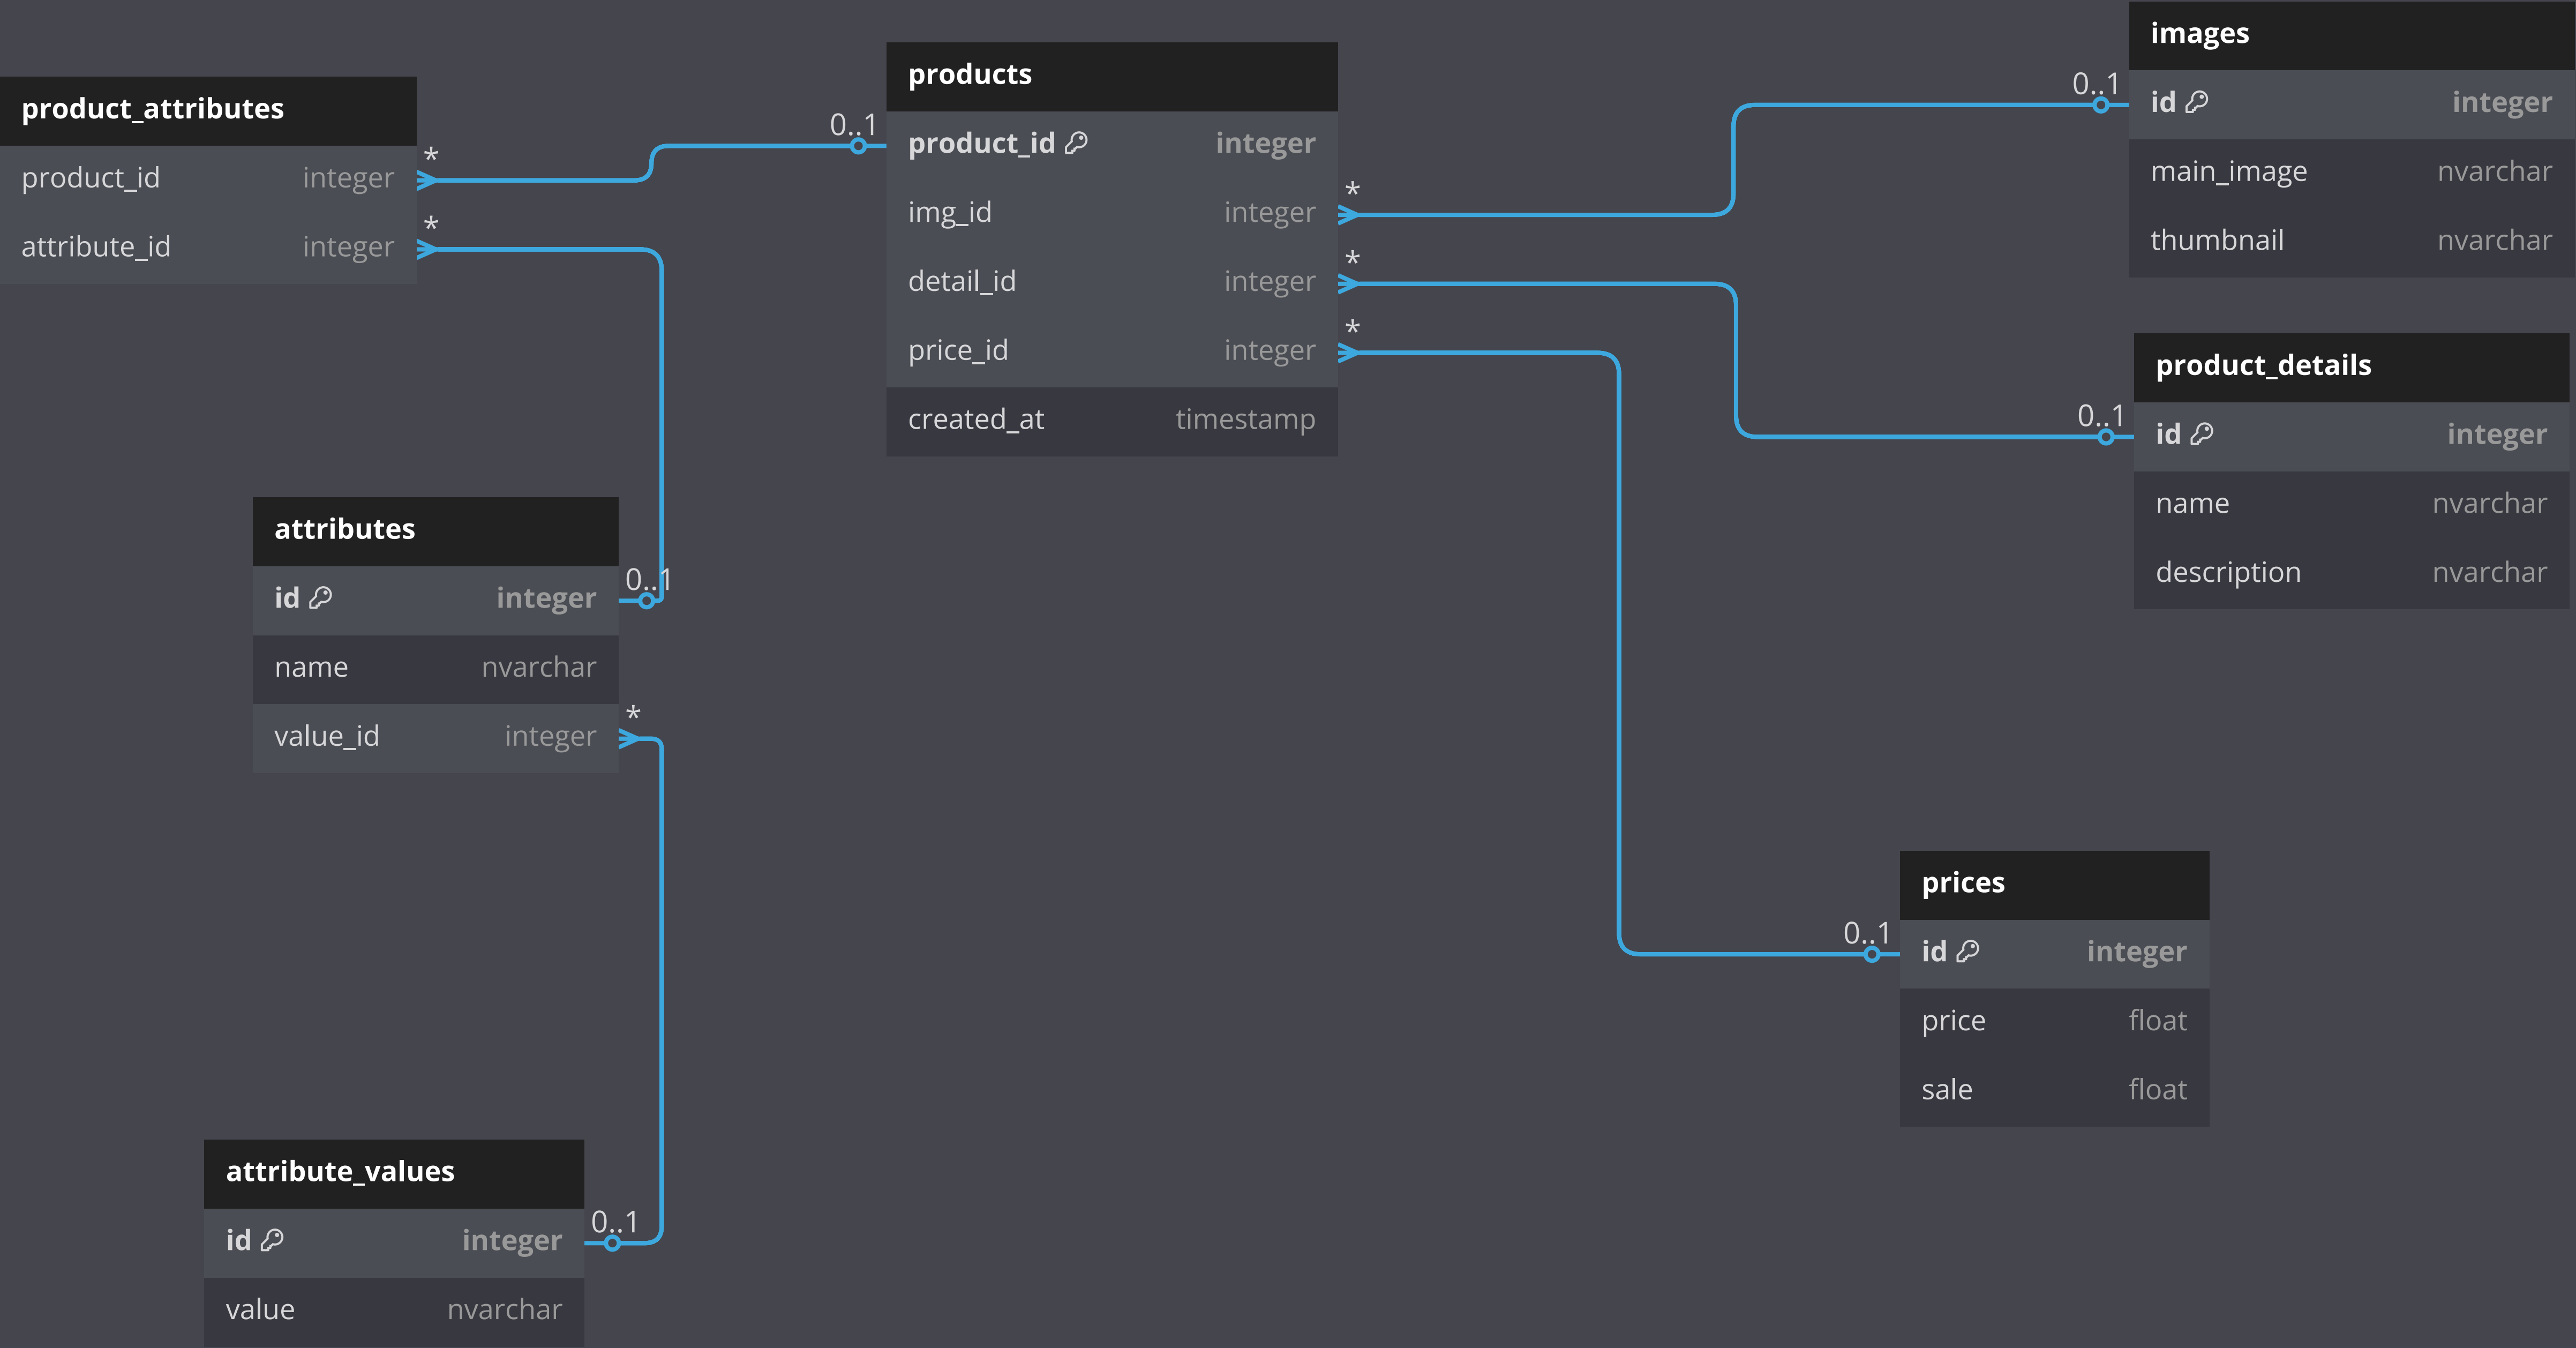 product_attributes
product_id integer
attribute_id integer
*
*
products
product_id integer
img_id integer
detail_id integer
price_id integer
created_at timestamp
0..1
*
*
*
images
id integer
main_image nvarchar
thumbnail nvarchar
0..1
product_details
id integer
name nvarchar
description nvarchar
0..1
attributes
id integer
name nvarchar
value_id integer
0..1
*
prices
id integer
price float
sale float
0..1
attribute_values
id integer
value nvarchar
0..1